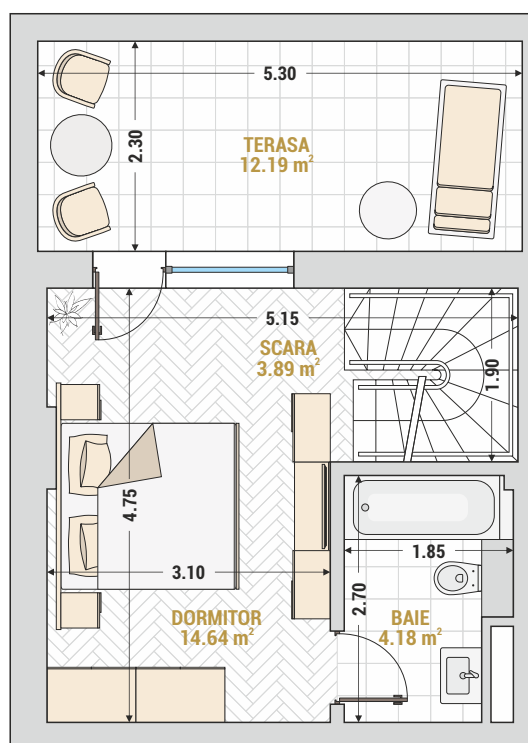 5.30
2.30
TERASA
12.19 m²
5.15
SCARA
3.89 m²
1.90
4.75
3.10
1.85
2.70
DORMITOR
14.64 m²
BAIE
4.18 m²